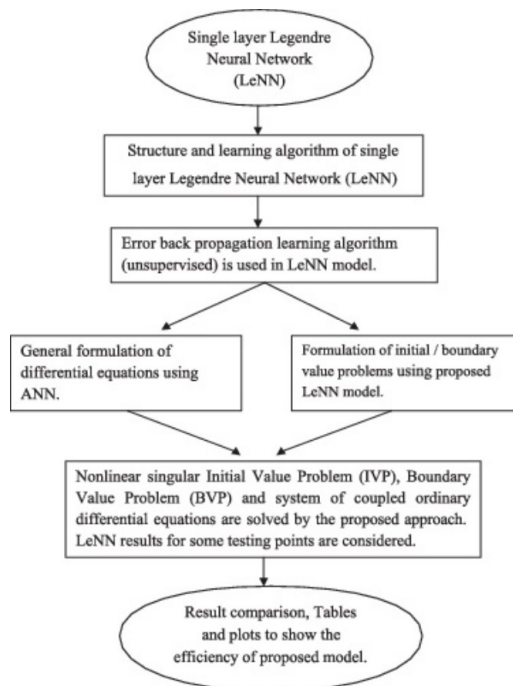 Single layer Legendre
Neural Network
(LeNN)
Structure and learning algorithm of single
layer Legendre Neural Network (LeNN)
Error back propagation learning algorithm
(unsupervised) is used in LeNN model.
General formulation of
differential equations using
ANN.
Formulation of initial / boundary
value problems using proposed
LeNN model.
Nonlinear singular Initial Value Problem (IVP), Boundary
Value Problem (BVP) and system of coupled ordinary
differential equations are solved by the proposed approach.
LeNN results for some testing points are considered.
Result comparison, Tables
and plots to show the
efficiency of proposed model.